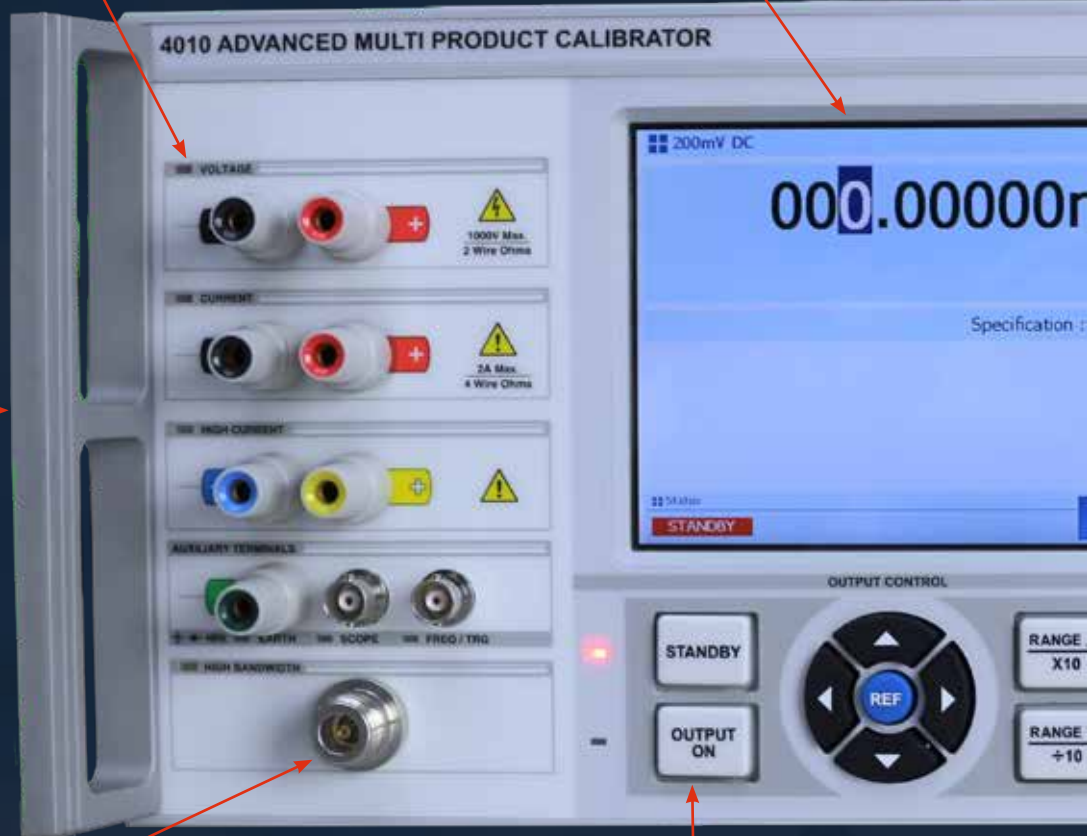 4010 ADVANCED MULTI PRODUCT CALIBRATOR
VOLTAGE
- +
1000V Max.
2 Wire Ohms
CURRENT
+
2A Max.
4 Wire Ohms
HIGH CURRENT
+
AUXILIARY TERMINALS
EARTH SCOPE FREQ / TRG
HIGH BANDWIDTH
200mV DC
000.00000
Specification :
Status
STANDBY
OUTPUT CONTROL
STANDBY
OUTPUT
ON
REF
RANGE
X10
RANGE
÷10